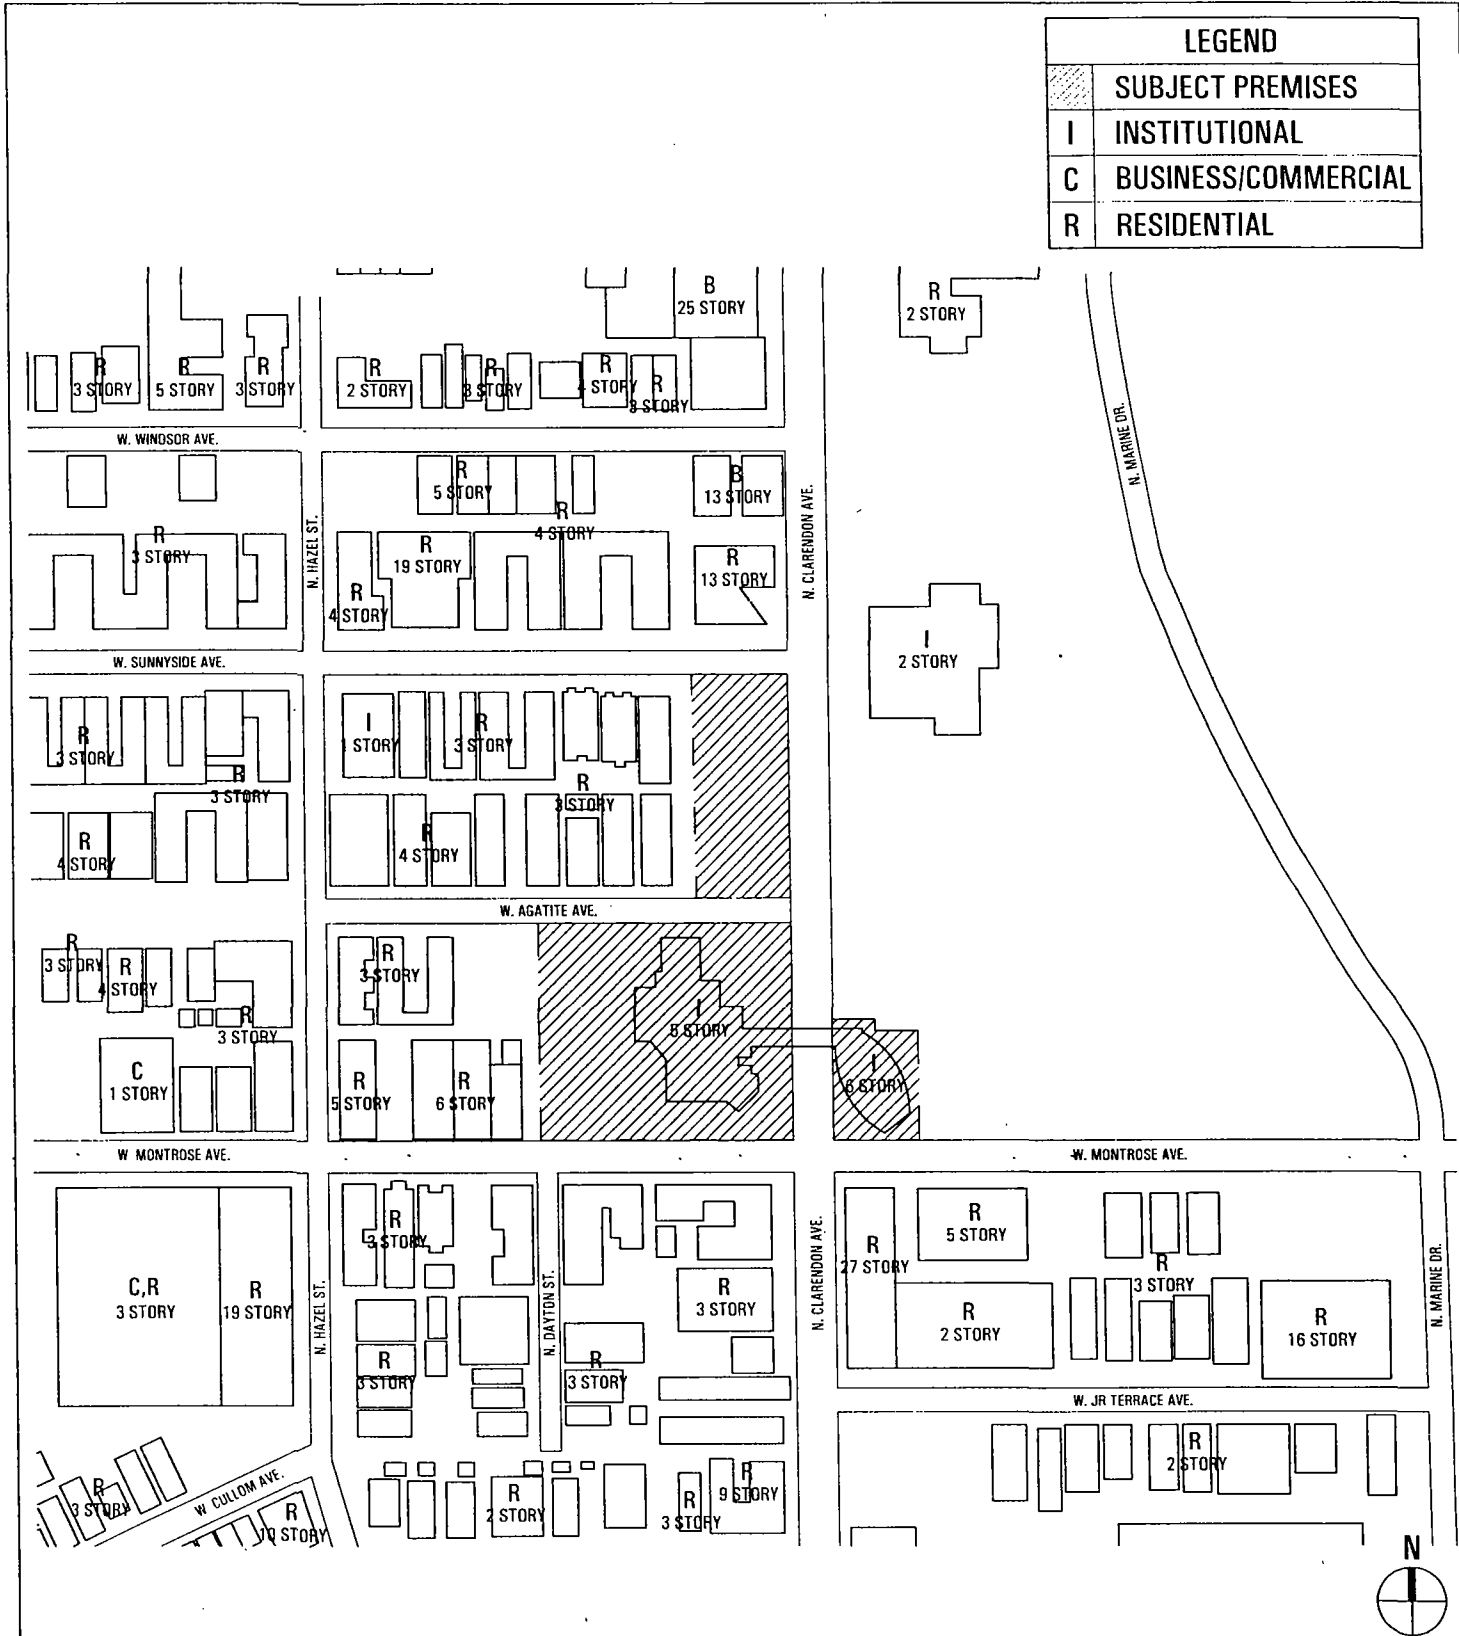 LEGEND
SUBJECT PREMISES
I INSTITUTIONAL
C BUSINESS/COMMERCIAL
R RESIDENTIAL
B
25 STORY
R
2 STORY
R
3 STORY
R
5 STORY
R
3 STORY
R
2 STORY
R
3 STORY
R
4 STORY
R
3 STORY
W. WINDSOR AVE.
N. MARINE DR.
R
5 STORY
B
13 STORY
R
4 STORY
R
3 STORY
N. HAZEL ST.
R
19 STORY
R
4 STORY
R
13 STORY
N. CLARENDON AVE.
I
2 STORY
W. SUNNYSIDE AVE.
R
3 STORY
I
1 STORY
R
3 STORY
R
3 STORY
R
3 STORY
R
4 STORY
R
4 STORY
W. AGATITE AVE.
R
3 STORY
R
4 STORY
R
3 STORY
R
3 STORY
I
5 STORY
C
1 STORY
R
5 STORY
R
6 STORY
I
6 STORY
W MONTROSE AVE.
W. MONTROSE AVE.
C,R
3 STORY
R
19 STORY
N. HAZEL ST.
R
3 STORY
N. DAYTON ST.
R
3 STORY
N. CLARENDON AVE.
R
27 STORY
R
5 STORY
R
3 STORY
R
2 STORY
R
16 STORY
N. MARINE DR.
R
3 STORY
R
3 STORY
W. JR TERRACE AVE.
R
3 STORY
W CULLOM AVE.
R
10 STORY
R
2 STORY
R
3 STORY
R
9 STORY
R
2 STORY
N